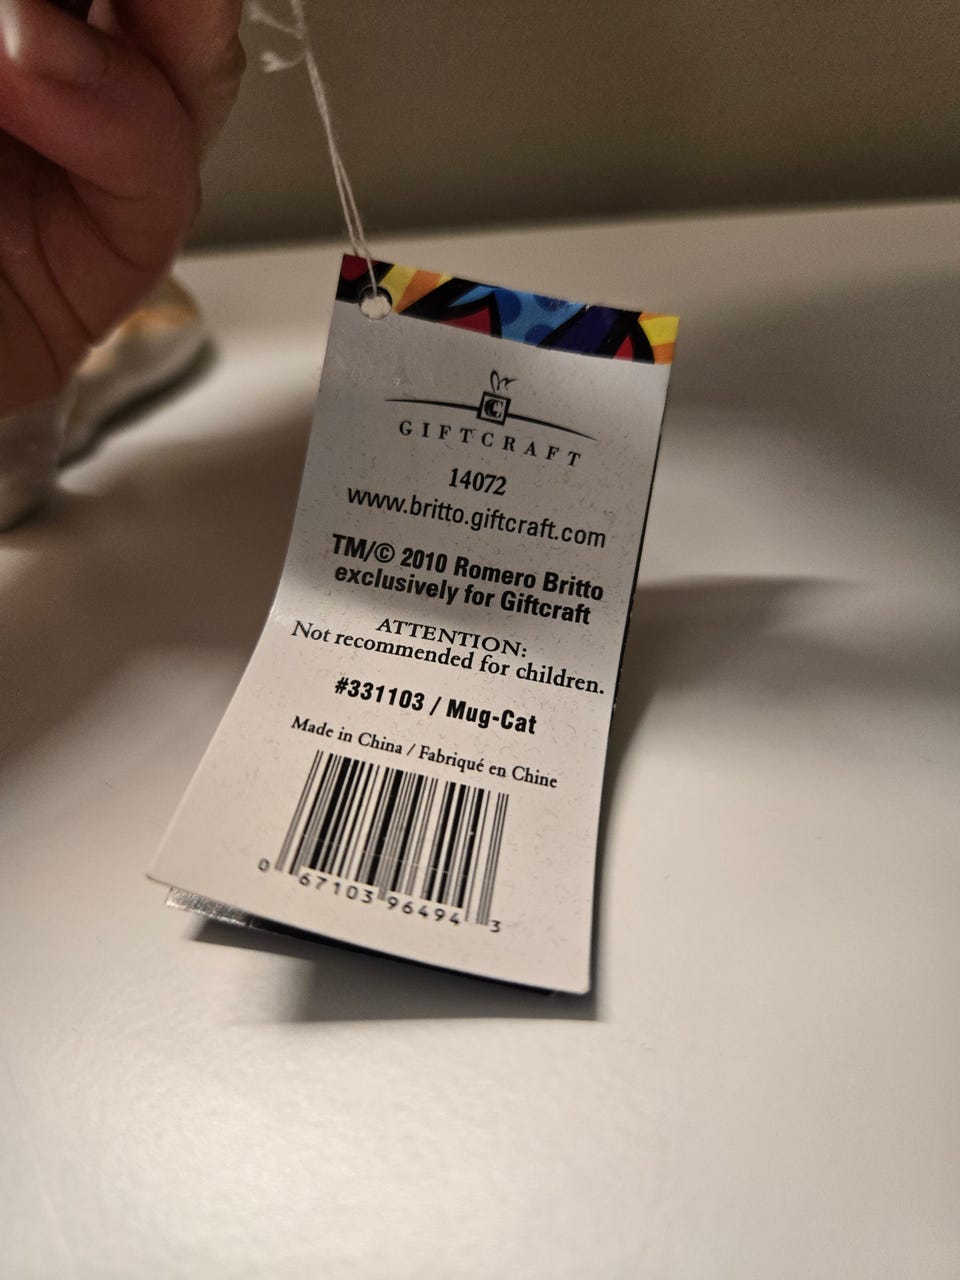 C
GIFTCRAFT
14072
www.britto.giftcraft.com
TM/© 2010 Romero Britto
exclusively for Giftcraft
ATTENTION:
Not recommended for children.
#331103 / Mug-Cat
Made in China / Fabriqué en Chine
0 67103 96494 3